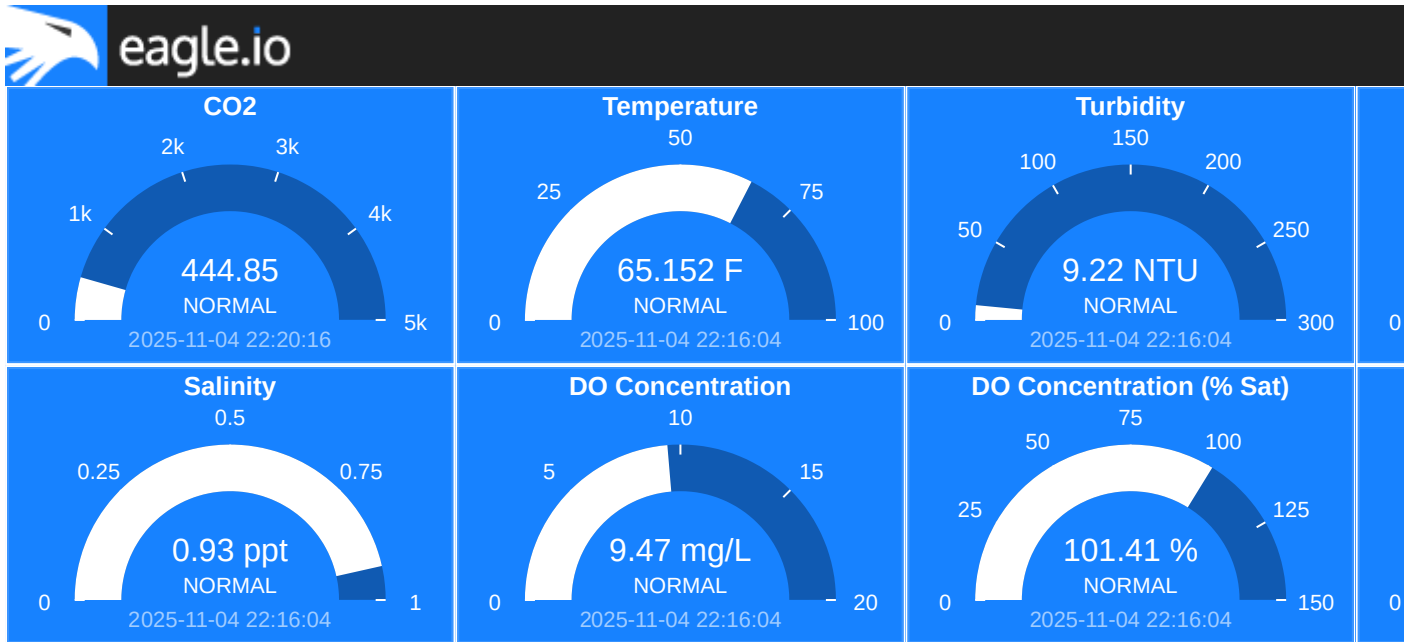 eagle.io
CO2
2k 3k
1k 4k
444.85
NORMAL
0 5k
2025-11-04 22:20:16
Temperature
50
25 75
65.152 F
NORMAL
0 100
2025-11-04 22:16:04
Turbidity
150
100 200
50 250
9.22 NTU
NORMAL
0 300
2025-11-04 22:16:04
0
Salinity
0.5
0.25 0.75
0.93 ppt
NORMAL
0 1
2025-11-04 22:16:04
DO Concentration
10
5 15
9.47 mg/L
NORMAL
0 20
2025-11-04 22:16:04
DO Concentration (% Sat)
75
50 100
25 125
101.41 %
NORMAL
0 150
2025-11-04 22:16:04
0